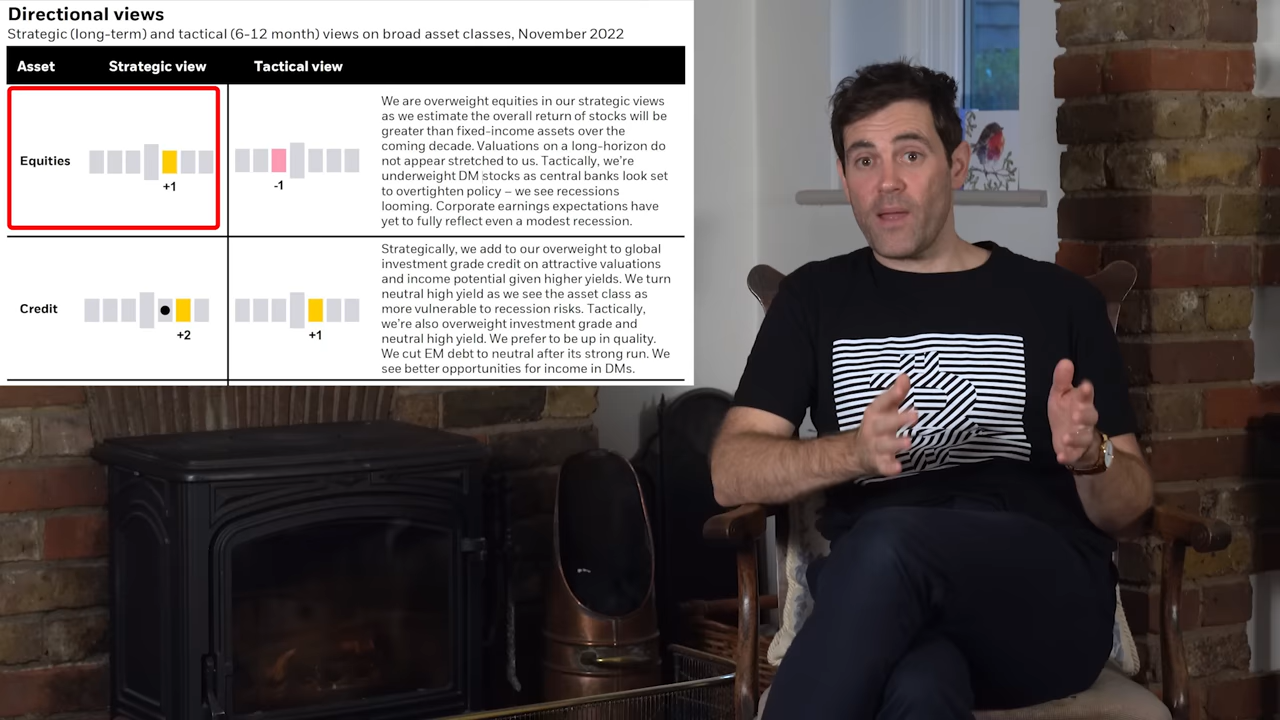 Directional views
Strategic (long-term) and tactical (6-12 month) views on broad asset classes, November 2022
Asset Strategic view Tactical view
Equities
+1
-1
We are overweight equities in our strategic views
as we estimate the overall return of stocks will be
greater than fixed-income assets over the
coming decade. Valuations on a long-horizon do
not appear stretched to us. Tactically, we're
underweight DM stocks as central banks look set
to overtighten policy – we see recessions
looming. Corporate earnings expectations have
yet to fully reflect even a modest recession.
Credit
+2
+1
Strategically, we add to our overweight to global
investment grade credit on attractive valuations
and income potential given higher yields. We turn
neutral high yield as we see the asset class as
more vulnerable to recession risks. Tactically,
we're also overweight investment grade and
neutral high yield. We prefer to be up in quality.
We cut EM debt to neutral after its strong run. We
see better opportunities for income in DMs.